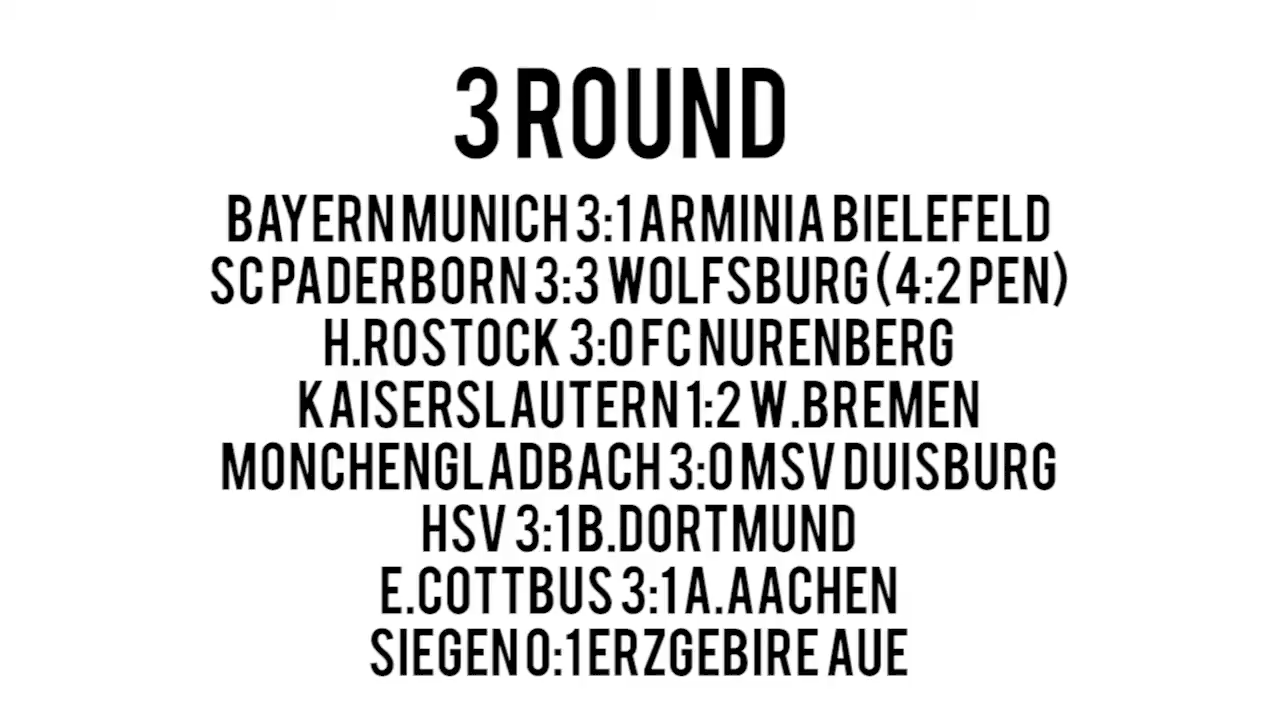 3 ROUND
BAYERN MUNICH 3:1 ARMINIA BIELEFELD
SC PADERBORN 3:3 WOLFSBURG (4:2 PEN)
H.ROSTOCK 3:0 FC NURENBERG
KAISERSLAUTERN 1:2 W.BREMEN
MONCHENGLADBACH 3:0 MSV DUISBURG
HSV 3:1 B.DORTMUND
E.COTTBUS 3:1 A.AACHEN
SIEGEN 0:1 ERZGEBIRE AUE